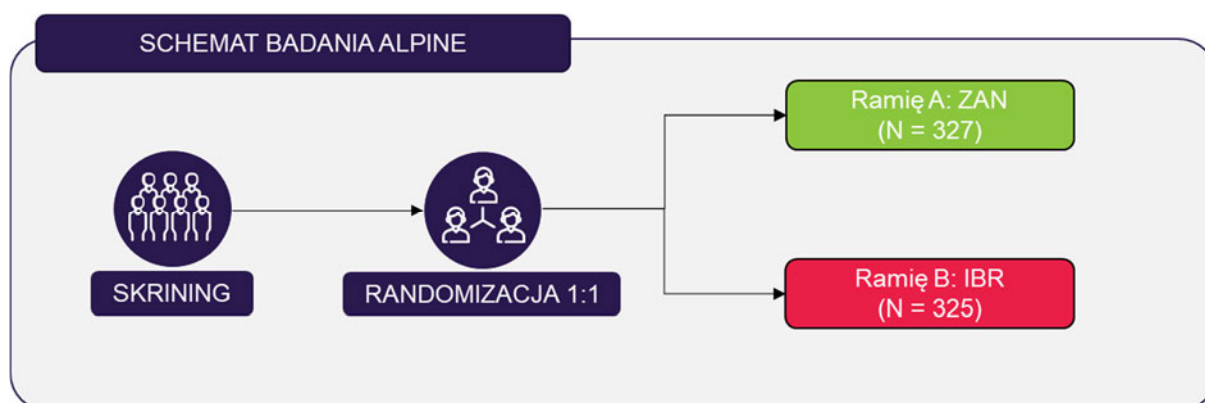 SCHEMAT BADANIA ALPINE
SKRINING
RANDOMIZACJA 1:1
Ramię A: ZAN
(N = 327)
Ramię B: IBR
(N = 325)